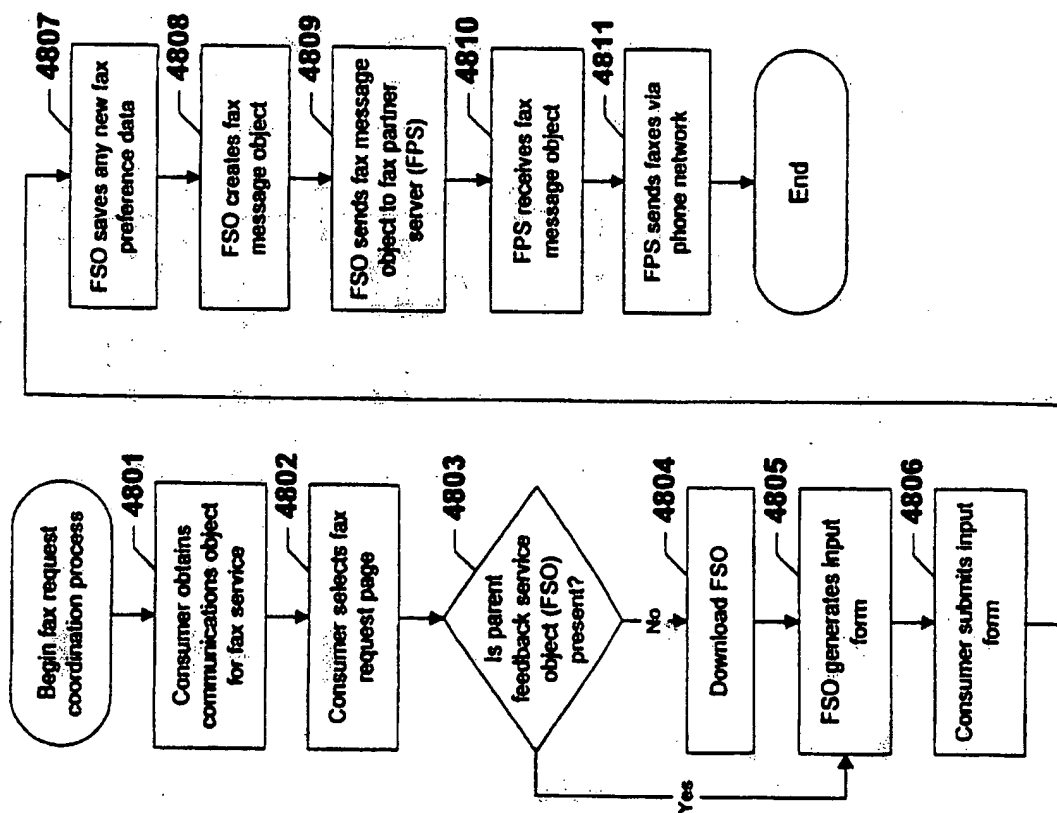 Begin fax request
coordination process
4801
Consumer obtains
communications object
for fax service
4802
Consumer selects fax
request page
4803
Is parent
feedback service
object (FSO)
present?
No
Yes
4804
Download FSO
4805
FSO generates input
form
4806
Consumer submits input
form
4807
FSO saves any new fax
preference data
4808
FSO creates fax
message object
4809
FSO sends fax message
object to fax partner
server (FPS)
4810
FPS receives fax
message object
4811
FPS sends faxes via
phone network
End